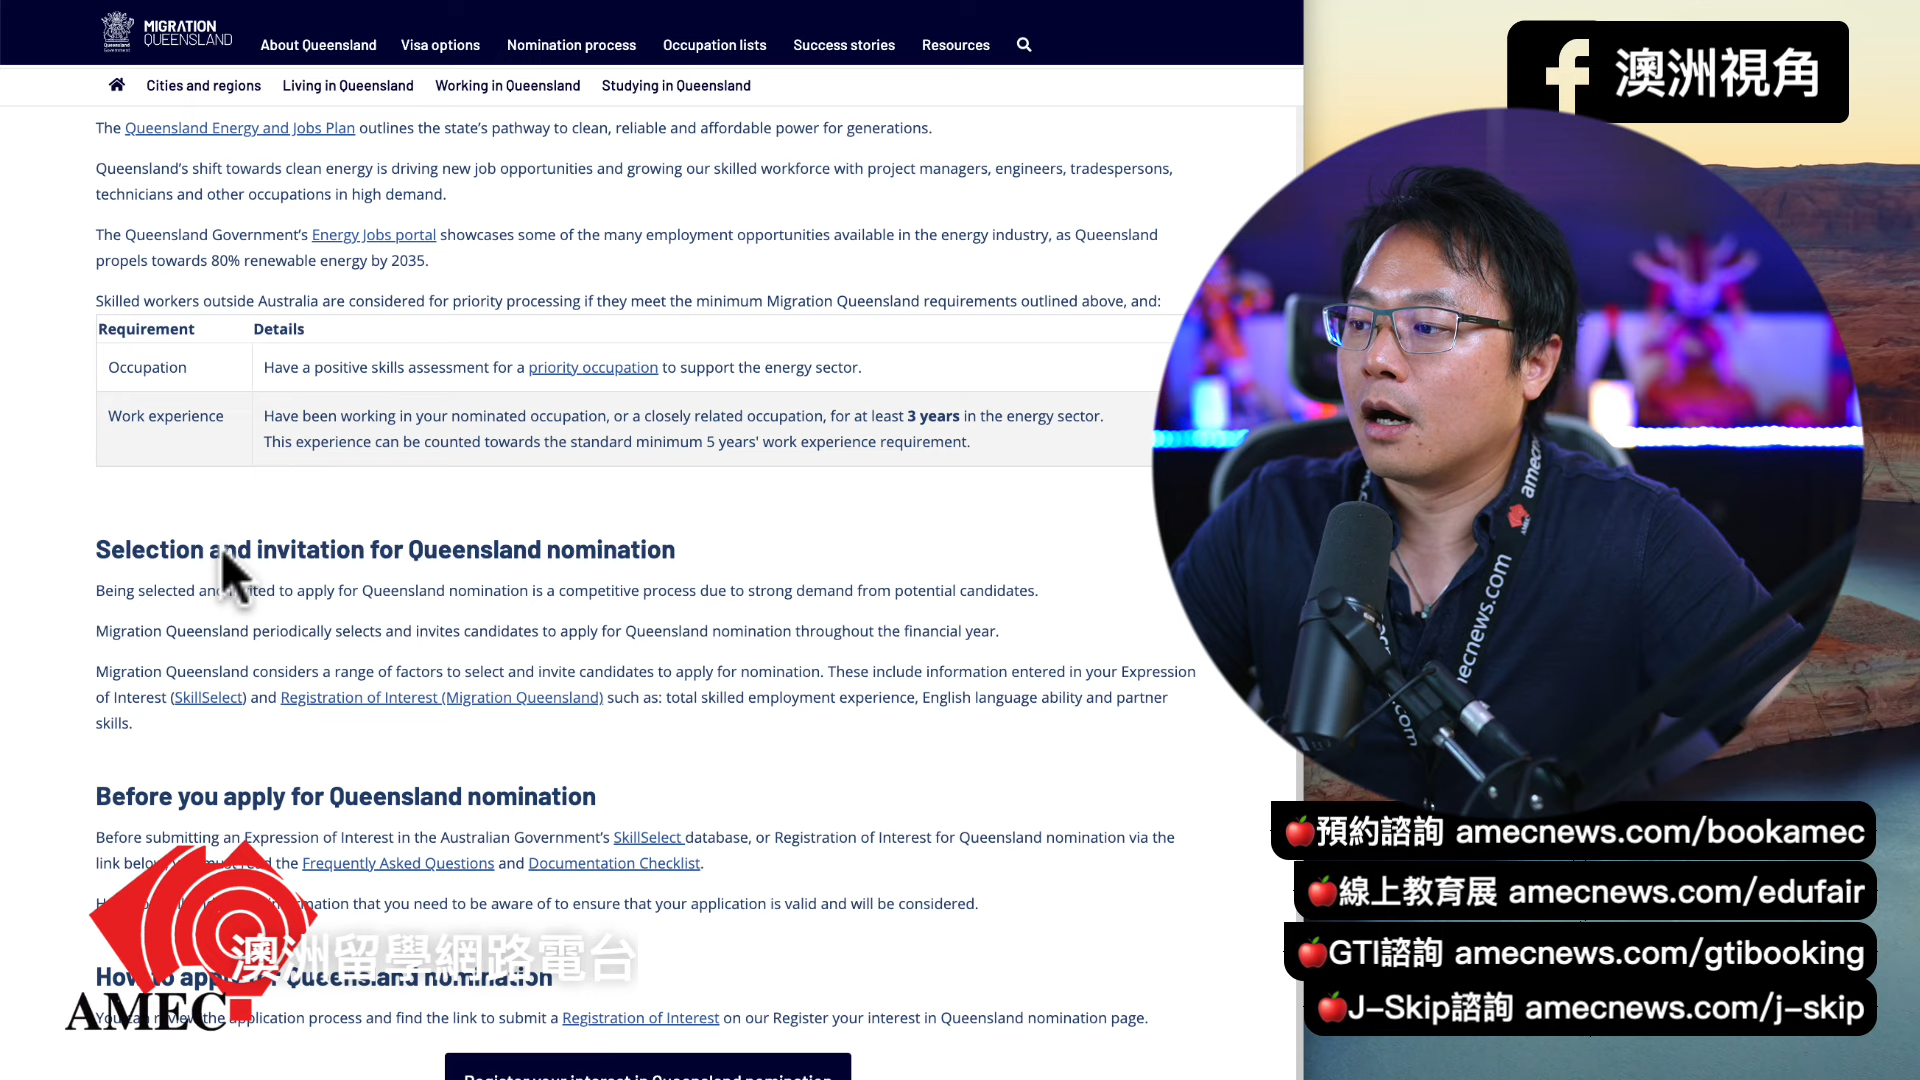 MIGRATION
QUEENSLAND
Queensland
Government
About Queensland Visa options Nomination process Occupation lists Success stories Resources
Cities and regions Living in Queensland Working in Queensland Studying in Queensland
The Queensland Energy and Jobs Plan outlines the state's pathway to clean, reliable and affordable power for generations.
Queensland's shift towards clean energy is driving new job opportunities and growing our skilled workforce with project managers, engineers, tradespersons,
technicians and other occupations in high demand.
The Queensland Government's Energy Jobs portal showcases some of the many employment opportunities available in the energy industry, as Queensland
propels towards 80% renewable energy by 2035.
Skilled workers outside Australia are considered for priority processing if they meet the minimum Migration Queensland requirements outlined above, and:
Requirement Details
Occupation Have a positive skills assessment for a priority occupation to support the energy sector.
Work experience Have been working in your nominated occupation, or a closely related occupation, for at least 3 years in the energy sector.
This experience can be counted towards the standard minimum 5 years' work experience requirement.
Selection and invitation for Queensland nomination
Being selected and invited to apply for Queensland nomination is a competitive process due to strong demand from potential candidates.
Migration Queensland periodically selects and invites candidates to apply for Queensland nomination throughout the financial year.
Migration Queensland considers a range of factors to select and invite candidates to apply for nomination. These include information entered in your Expression
of Interest (SkillSelect) and Registration of Interest (Migration Queensland) such as: total skilled employment experience, English language ability and partner
skills.
Before you apply for Queensland nomination
Before submitting an Expression of Interest in the Australian Government's SkillSelect database, or Registration of Interest for Queensland nomination via the
link below, you must read the Frequently Asked Questions and Documentation Checklist.
information that you need to be aware of to ensure that your application is valid and will be considered.
How to apply for Queensland nomination
You can review the application process and find the link to submit a Registration of Interest on our Register your interest in Queensland nomination page.
Register your interest in Queensland nomination
澳洲留學網路電台
AMEC
澳洲視角
amecnews.com
🍎預約諮詢 amecnews.com/bookamec
🍎線上教育展 amecnews.com/edufair
🍎GTI諮詢 amecnews.com/gtibooking
🍎J-Skip諮詢 amecnews.com/j-skip